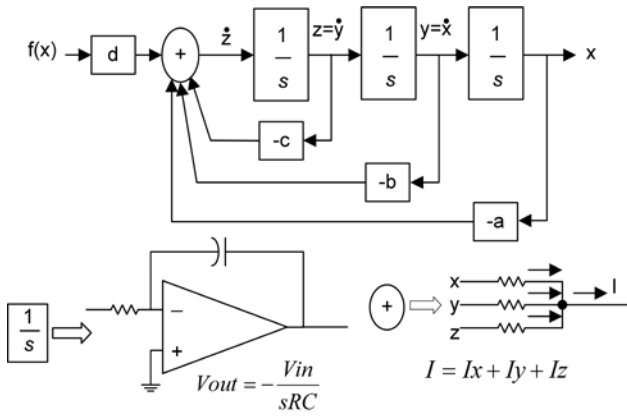 f(x) d + ż 1/s z=ẏ 1/s y=ẋ 1/s x
-c
-b
-a
1/s
−
+
Vout = − Vin/sRC
+
x
y
z
I
I = Ix + Iy + Iz